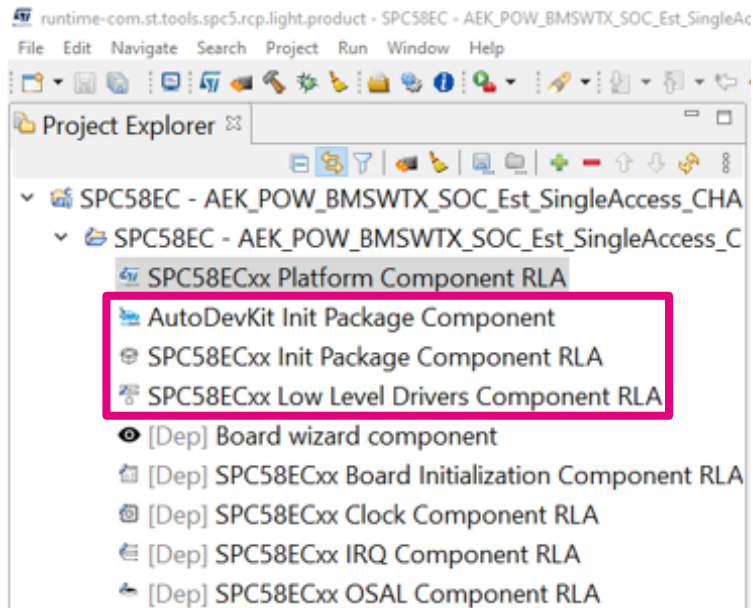 runtime-com.st.tools.spc5.rcp.light.product - SPC58EC - AEK_POW_BMSWTX_SOC_Est_SingleAc
File Edit Navigate Search Project Run Window Help
Project Explorer
SPC58EC - AEK_POW_BMSWTX_SOC_Est_SingleAccess_CHA
SPC58EC - AEK_POW_BMSWTX_SOC_Est_SingleAccess_C
SPC58ECxx Platform Component RLA
AutoDevKit Init Package Component
SPC58ECxx Init Package Component RLA
SPC58ECxx Low Level Drivers Component RLA
[Dep] Board wizard component
[Dep] SPC58ECxx Board Initialization Component RLA
[Dep] SPC58ECxx Clock Component RLA
[Dep] SPC58ECxx IRQ Component RLA
[Dep] SPC58ECxx OSAL Component RLA